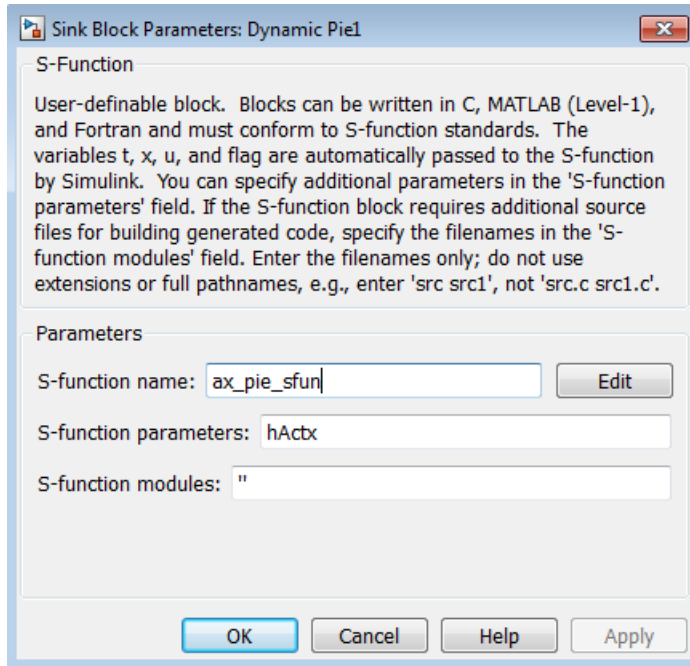 Sink Block Parameters: Dynamic Pie1
S-Function
User-definable block.  Blocks can be written in C, MATLAB (Level-1),
and Fortran and must conform to S-function standards.  The
variables t, x, u, and flag are automatically passed to the S-function
by Simulink.  You can specify additional parameters in the 'S-function
parameters' field. If the S-function block requires additional source
files for building generated code, specify the filenames in the 'S-
function modules' field. Enter the filenames only; do not use
extensions or full pathnames, e.g., enter 'src src1', not 'src.c src1.c'.
Parameters
S-function name: ax_pie_sfun Edit
S-function parameters: hActx
S-function modules: ''
OK Cancel Help Apply